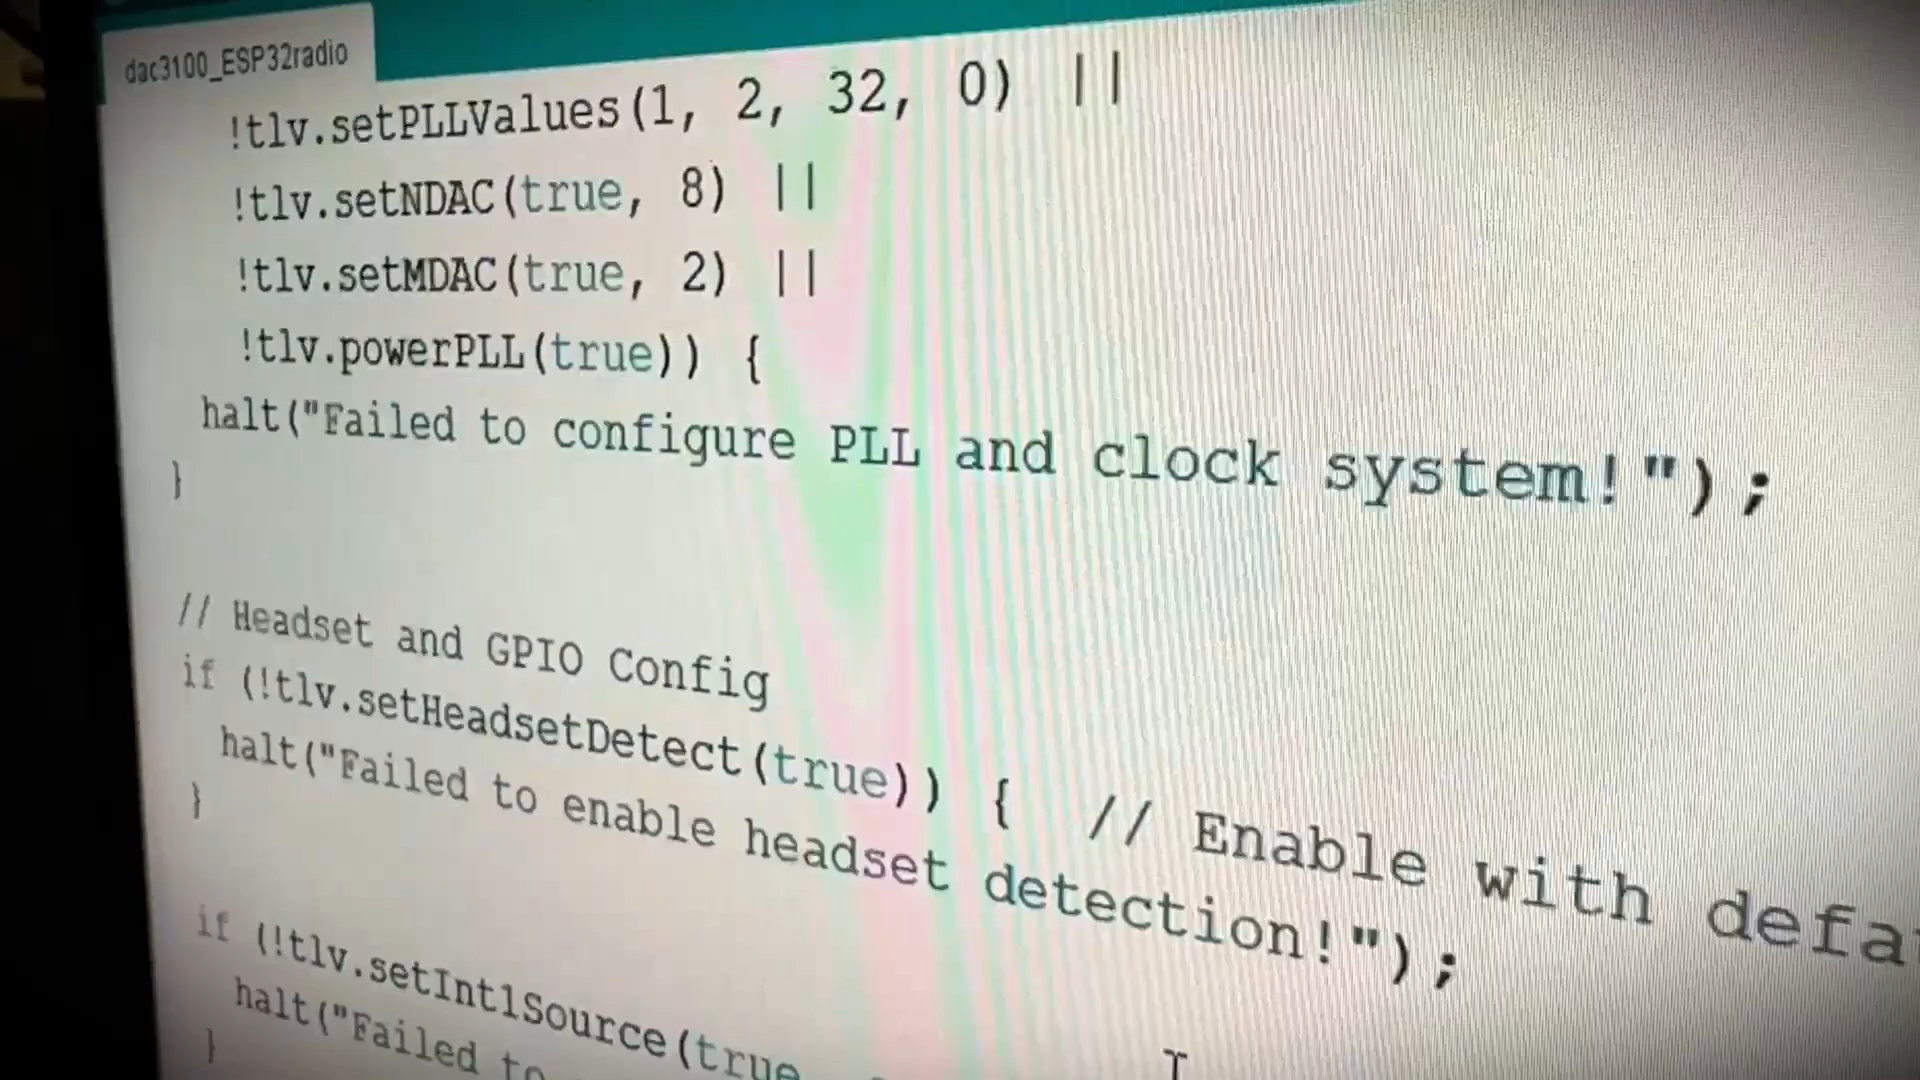 dac3100_ESP32radio
!tlv.setPLLValues(1, 2, 32, 0) ||
!tlv.setNDAC(true, 8) ||
!tlv.setMDAC(true, 2) ||
!tlv.powerPLL(true)) {
halt("Failed to configure PLL and clock system!");
}
// Headset and GPIO Config
if (!tlv.setHeadsetDetect(true)) { // Enable with defa
halt("Failed to enable headset detection!");
}
if (!tlv.setInt1Source(true,
halt("Failed to
}